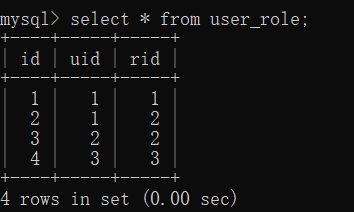 mysql> select * from user_role;
+----+------+------+
| id | uid | rid |
+----+------+------+
| 1 | 1 | 1 |
| 2 | 1 | 2 |
| 3 | 2 | 2 |
| 4 | 3 | 3 |
+----+------+------+
4 rows in set (0.00 sec)